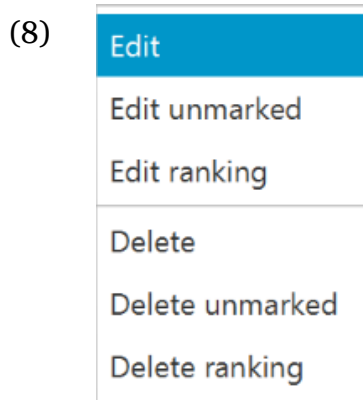 (8)
Edit
Edit unmarked
Edit ranking
Delete
Delete unmarked
Delete ranking